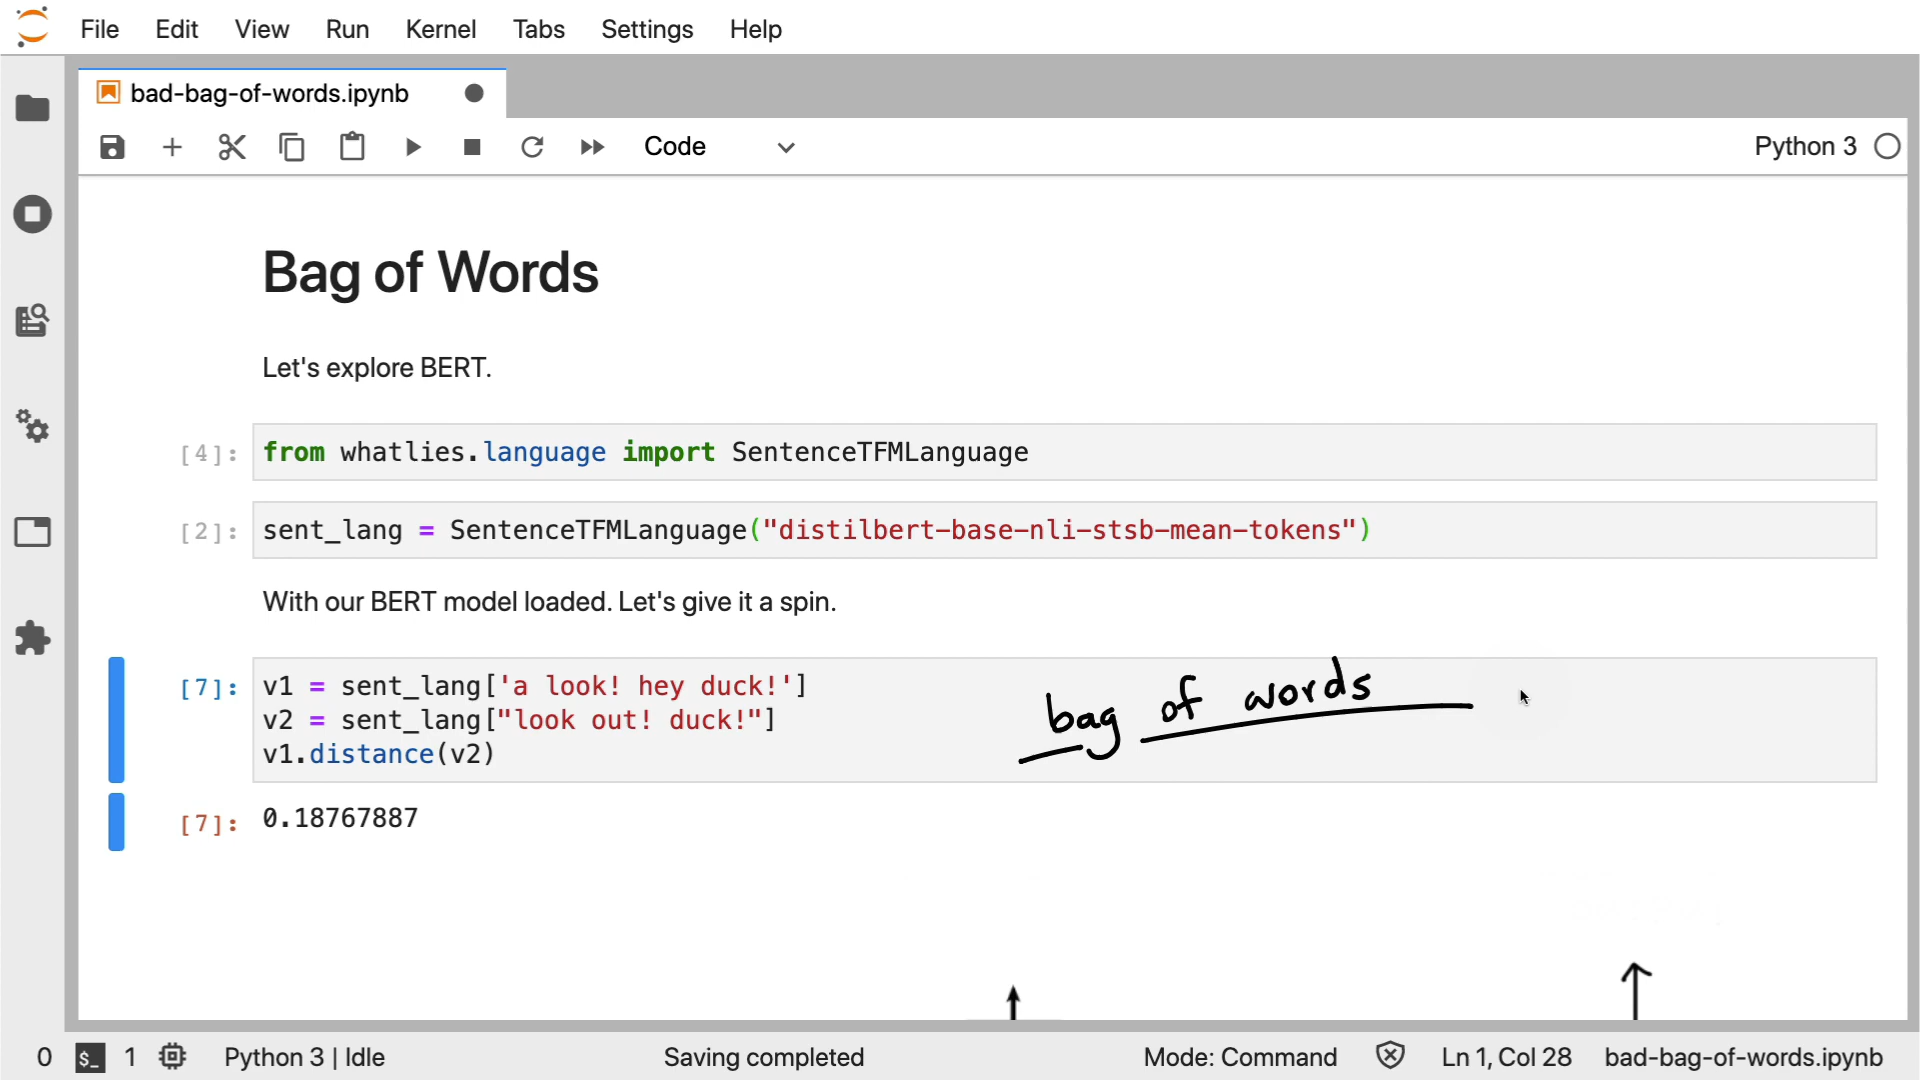 File Edit View Run Kernel Tabs Settings Help
bad-bag-of-words.ipynb
Code
Python 3
Bag of Words
Let's explore BERT.
[4]: from whatlies.language import SentenceTFMLanguage
[2]: sent_lang = SentenceTFMLanguage("distilbert-base-nli-stsb-mean-tokens")
With our BERT model loaded. Let's give it a spin.
[7]: v1 = sent_lang['a look! hey duck!']
v2 = sent_lang["look out! duck!"]
v1.distance(v2)
bag of words
[7]: 0.18767887
0 $_ 1 Python 3 | Idle Saving completed Mode: Command Ln 1, Col 28 bad-bag-of-words.ipynb